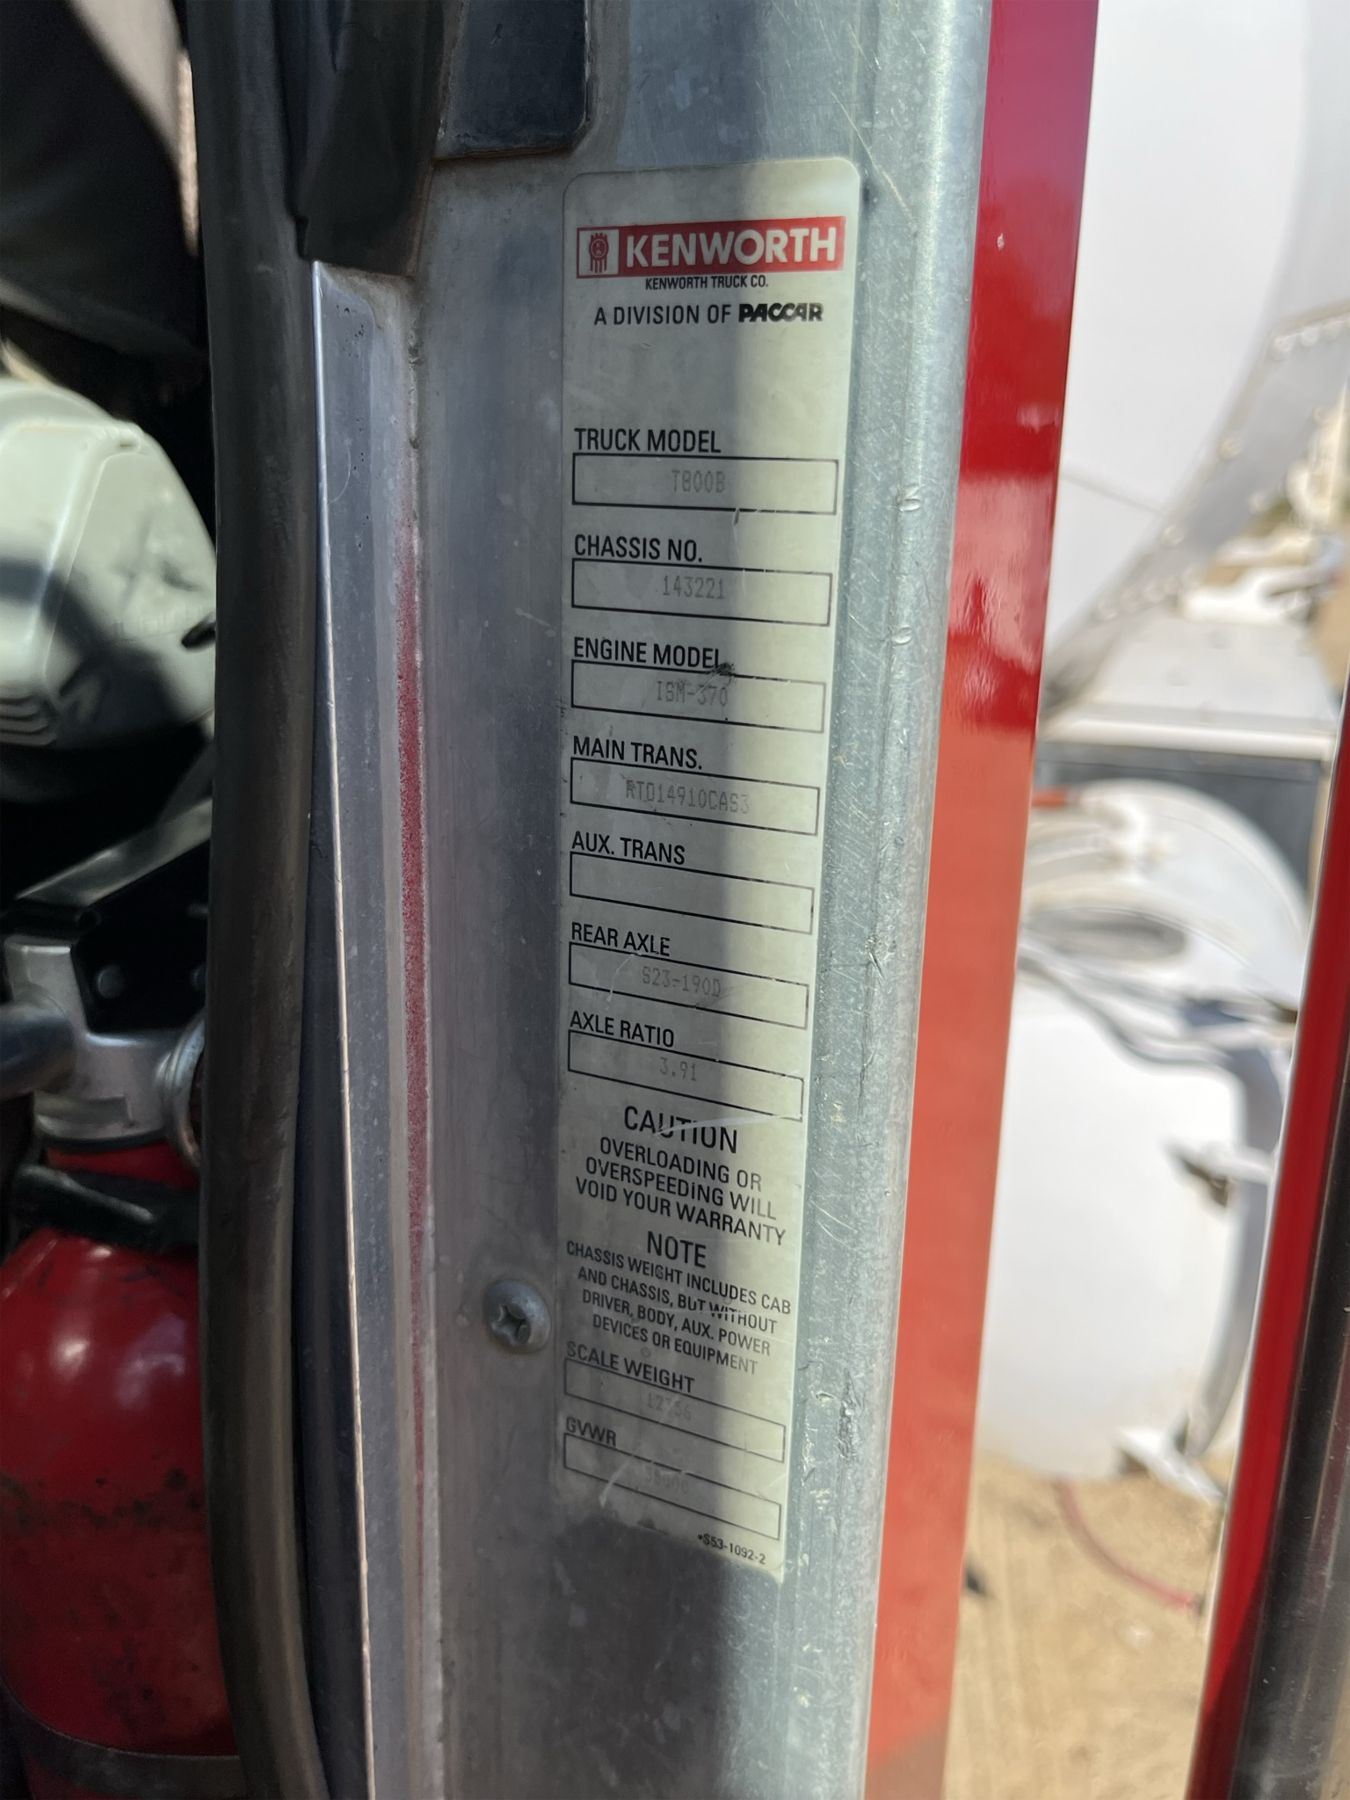 KENWORTH
KENWORTH TRUCK CO.
A DIVISION OF PACCAR
TRUCK MODEL
T800B
CHASSIS NO.
143221
ENGINE MODEL
ISM-370
MAIN TRANS.
RTO14910CAS3
AUX. TRANS
REAR AXLE
S23-190D
AXLE RATIO
3.91
CAUTION
OVERLOADING OR
OVERSPEEDING WILL
VOID YOUR WARRANTY
NOTE
CHASSIS WEIGHT INCLUDES CAB
AND CHASSIS, BUT WITHOUT
DRIVER, BODY, AUX. POWER
DEVICES OR EQUIPMENT
SCALE WEIGHT
GVWR
*S53-1092-2